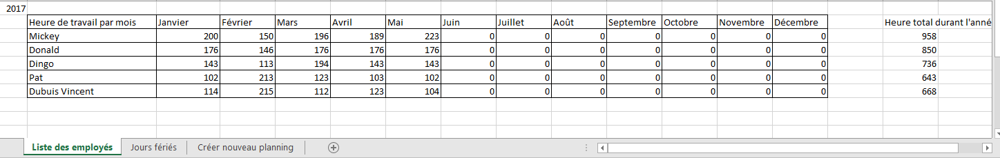 2017
Heure de travail par mois Janvier Février Mars Avril Mai Juin Juillet Août Septembre Octobre Novembre Décembre Heure total durant l'anné
Mickey 200 150 196 189 223 0 0 0 0 0 0 0 958
Donald 176 146 176 176 176 0 0 0 0 0 0 0 850
Dingo 143 113 194 143 143 0 0 0 0 0 0 0 736
Pat 102 213 123 103 102 0 0 0 0 0 0 0 643
Dubuis Vincent 114 215 112 123 104 0 0 0 0 0 0 0 668
Liste des employés Jours fériés Créer nouveau planning